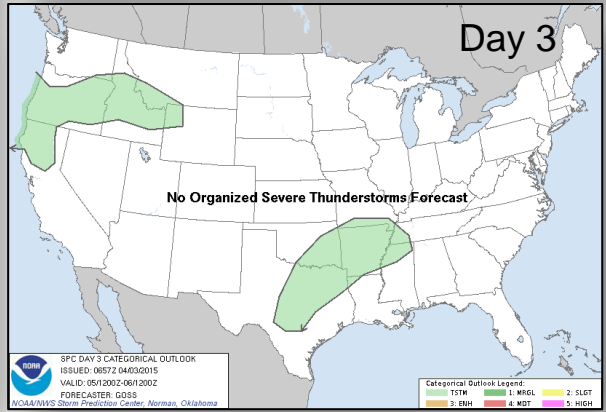 Day 3
No Organized Severe Thunderstorms Forecast
NOAA
SPC DAY 3 CATEGORICAL OUTLOOK
ISSUED: 0657Z 04/03/2015
VALID: 05/1200Z-06/1200Z
FORECASTER: GOSS
NOAA/NWS Storm Prediction Center, Norman, Oklahoma
Categorical Outlook Legend:
TSTM 1: MRGL 2: SLGT
3: ENH 4: MDT 5: HIGH